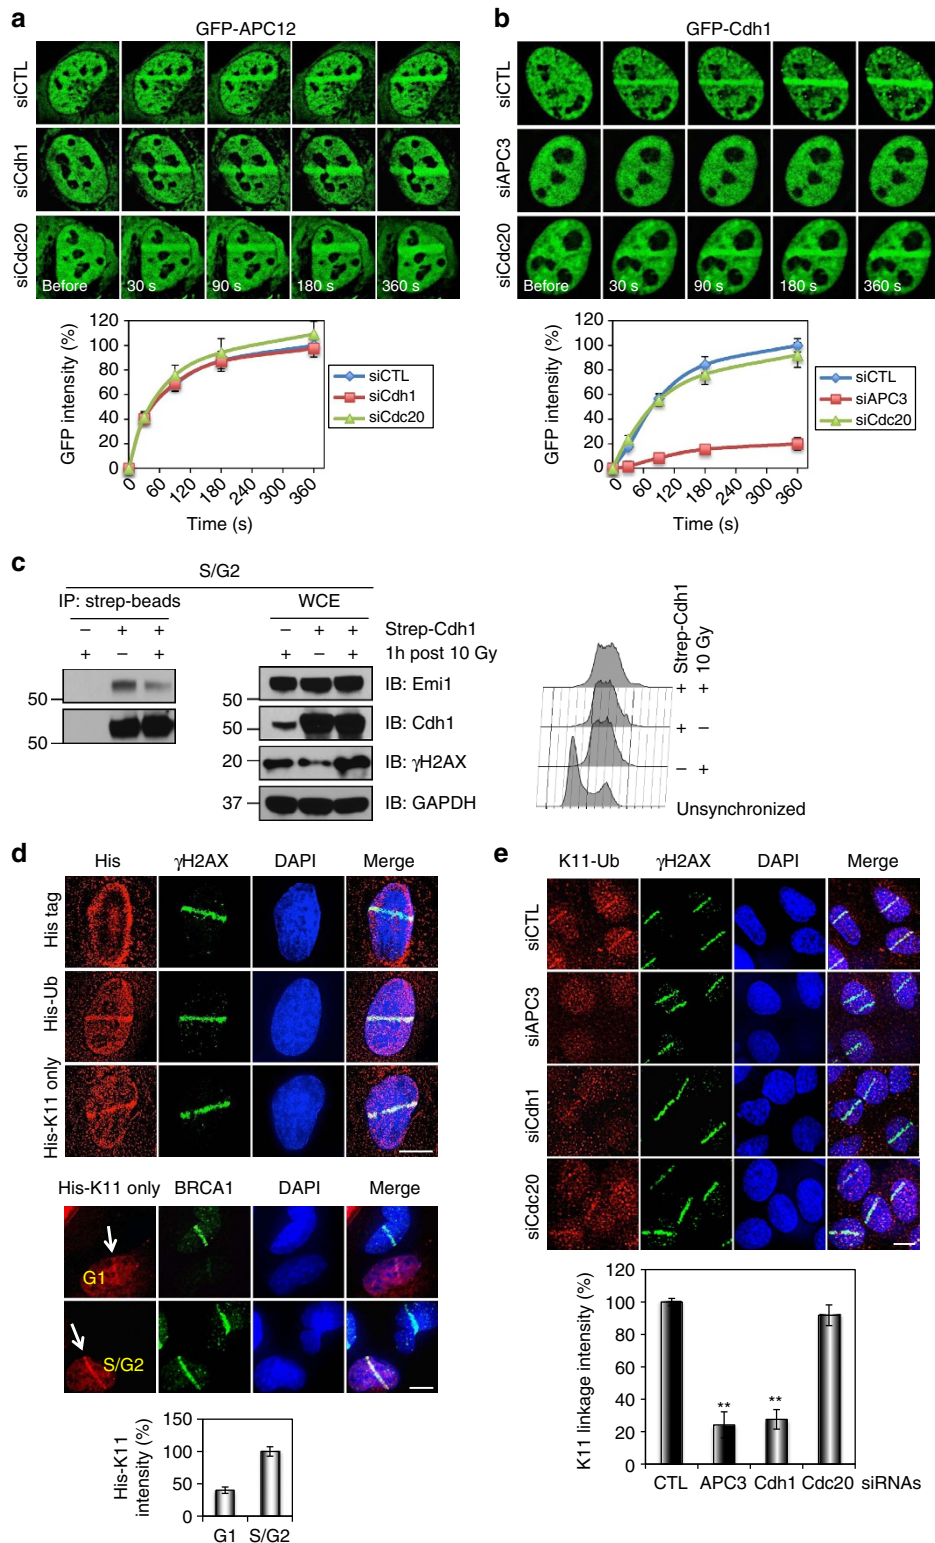 a
GFP-APC12
siCTL
siCdh1
siCdc20
Before 30 s 90 s 180 s 360 s
GFP intensity (%)
120
100
80
60
40
20
0
0 60 120 180 240 300 360
Time (s)
siCTL
siCdh1
siCdc20
b
GFP-Cdh1
siCTL
siAPC3
siCdc20
Before 30 s 90 s 180 s 360 s
GFP intensity (%)
120
100
80
60
40
20
0
0 60 120 180 240 300 360
Time (s)
siCTL
siAPC3
siCdc20
c
S/G2
IP: strep-beads WCE
– + + – + + Strep-Cdh1
+ – + + – + 1h post 10 Gy
50 50 IB: Emi1
50 50 IB: Cdh1
20 IB: γH2AX
37 IB: GAPDH
Strep-Cdh1
10 Gy
+ +
+ –
– +
Unsynchronized
d
His γH2AX DAPI Merge
His tag
His-Ub
His-K11 only
His-K11 only BRCA1 DAPI Merge
G1
S/G2
His-K11
intensity (%)
150
100
50
0
G1 S/G2
e
K11-Ub γH2AX DAPI Merge
siCTL
siAPC3
siCdh1
siCdc20
K11 linkage intensity (%)
120
100
80
60
40
20
0
** **
CTL APC3 Cdh1 Cdc20 siRNAs